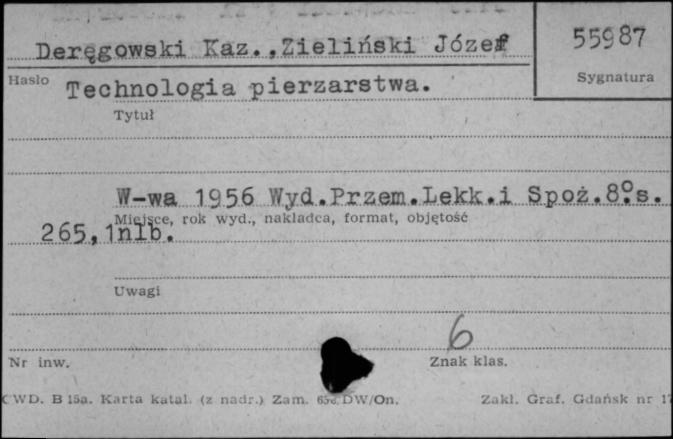 Deręgowski Kaz.,Zieliński Józef
55987
Hasło
Sygnatura
Technologia pierzarstwa.
Tytuł
W-wa 1956 Wyd.Przem.Lekk.i Spoż.8°.s.
Miejsce, rok wyd., nakładca, format, objętość
265,1nlb.
Uwagi
6
Nr inw.
Znak klas.
CWD. B 15a. Karta katal. (z nadr.) Zam. DW/On.
Zakł. Graf. Gdańsk nr 17